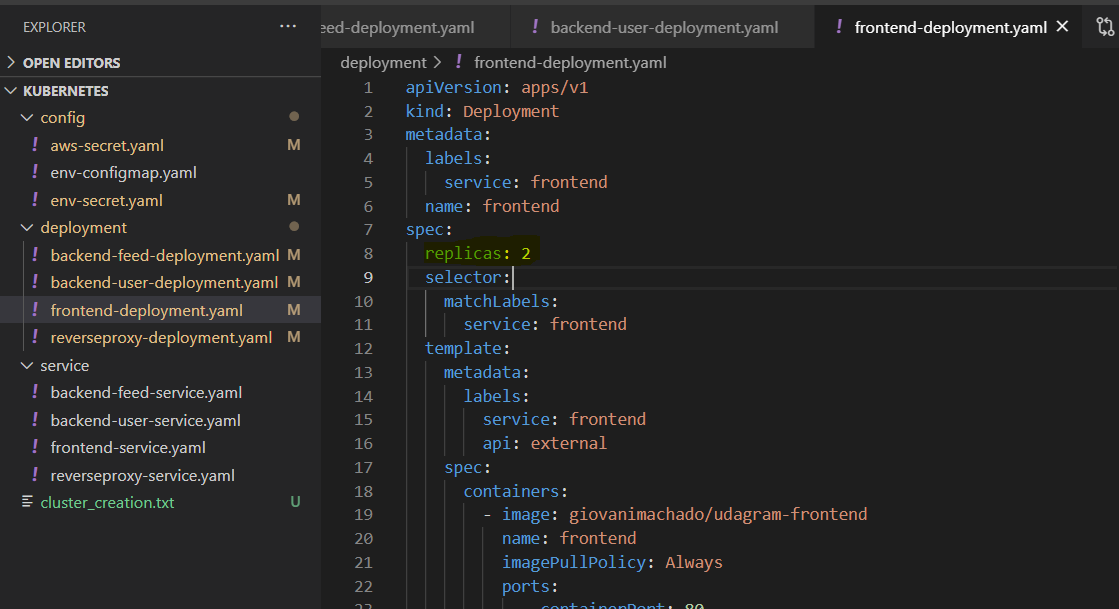 EXPLORER ···
OPEN EDITORS
KUBERNETES
config
! aws-secret.yaml M
! env-configmap.yaml
! env-secret.yaml M
deployment
! backend-feed-deployment.yaml M
! backend-user-deployment.yaml M
! frontend-deployment.yaml M
! reverseproxy-deployment.yaml M
service
! backend-feed-service.yaml
! backend-user-service.yaml
! frontend-service.yaml
! reverseproxy-service.yaml
cluster_creation.txt U
eed-deployment.yaml ! backend-user-deployment.yaml ! frontend-deployment.yaml
deployment > ! frontend-deployment.yaml
1 apiVersion: apps/v1
2 kind: Deployment
3 metadata:
4   labels:
5     service: frontend
6   name: frontend
7 spec:
8   replicas: 2
9   selector:
10     matchLabels:
11       service: frontend
12   template:
13     metadata:
14       labels:
15         service: frontend
16         api: external
17     spec:
18       containers:
19         - image: giovanimachado/udagram-frontend
20           name: frontend
21           imagePullPolicy: Always
22           ports:
23             - containerPort: 80